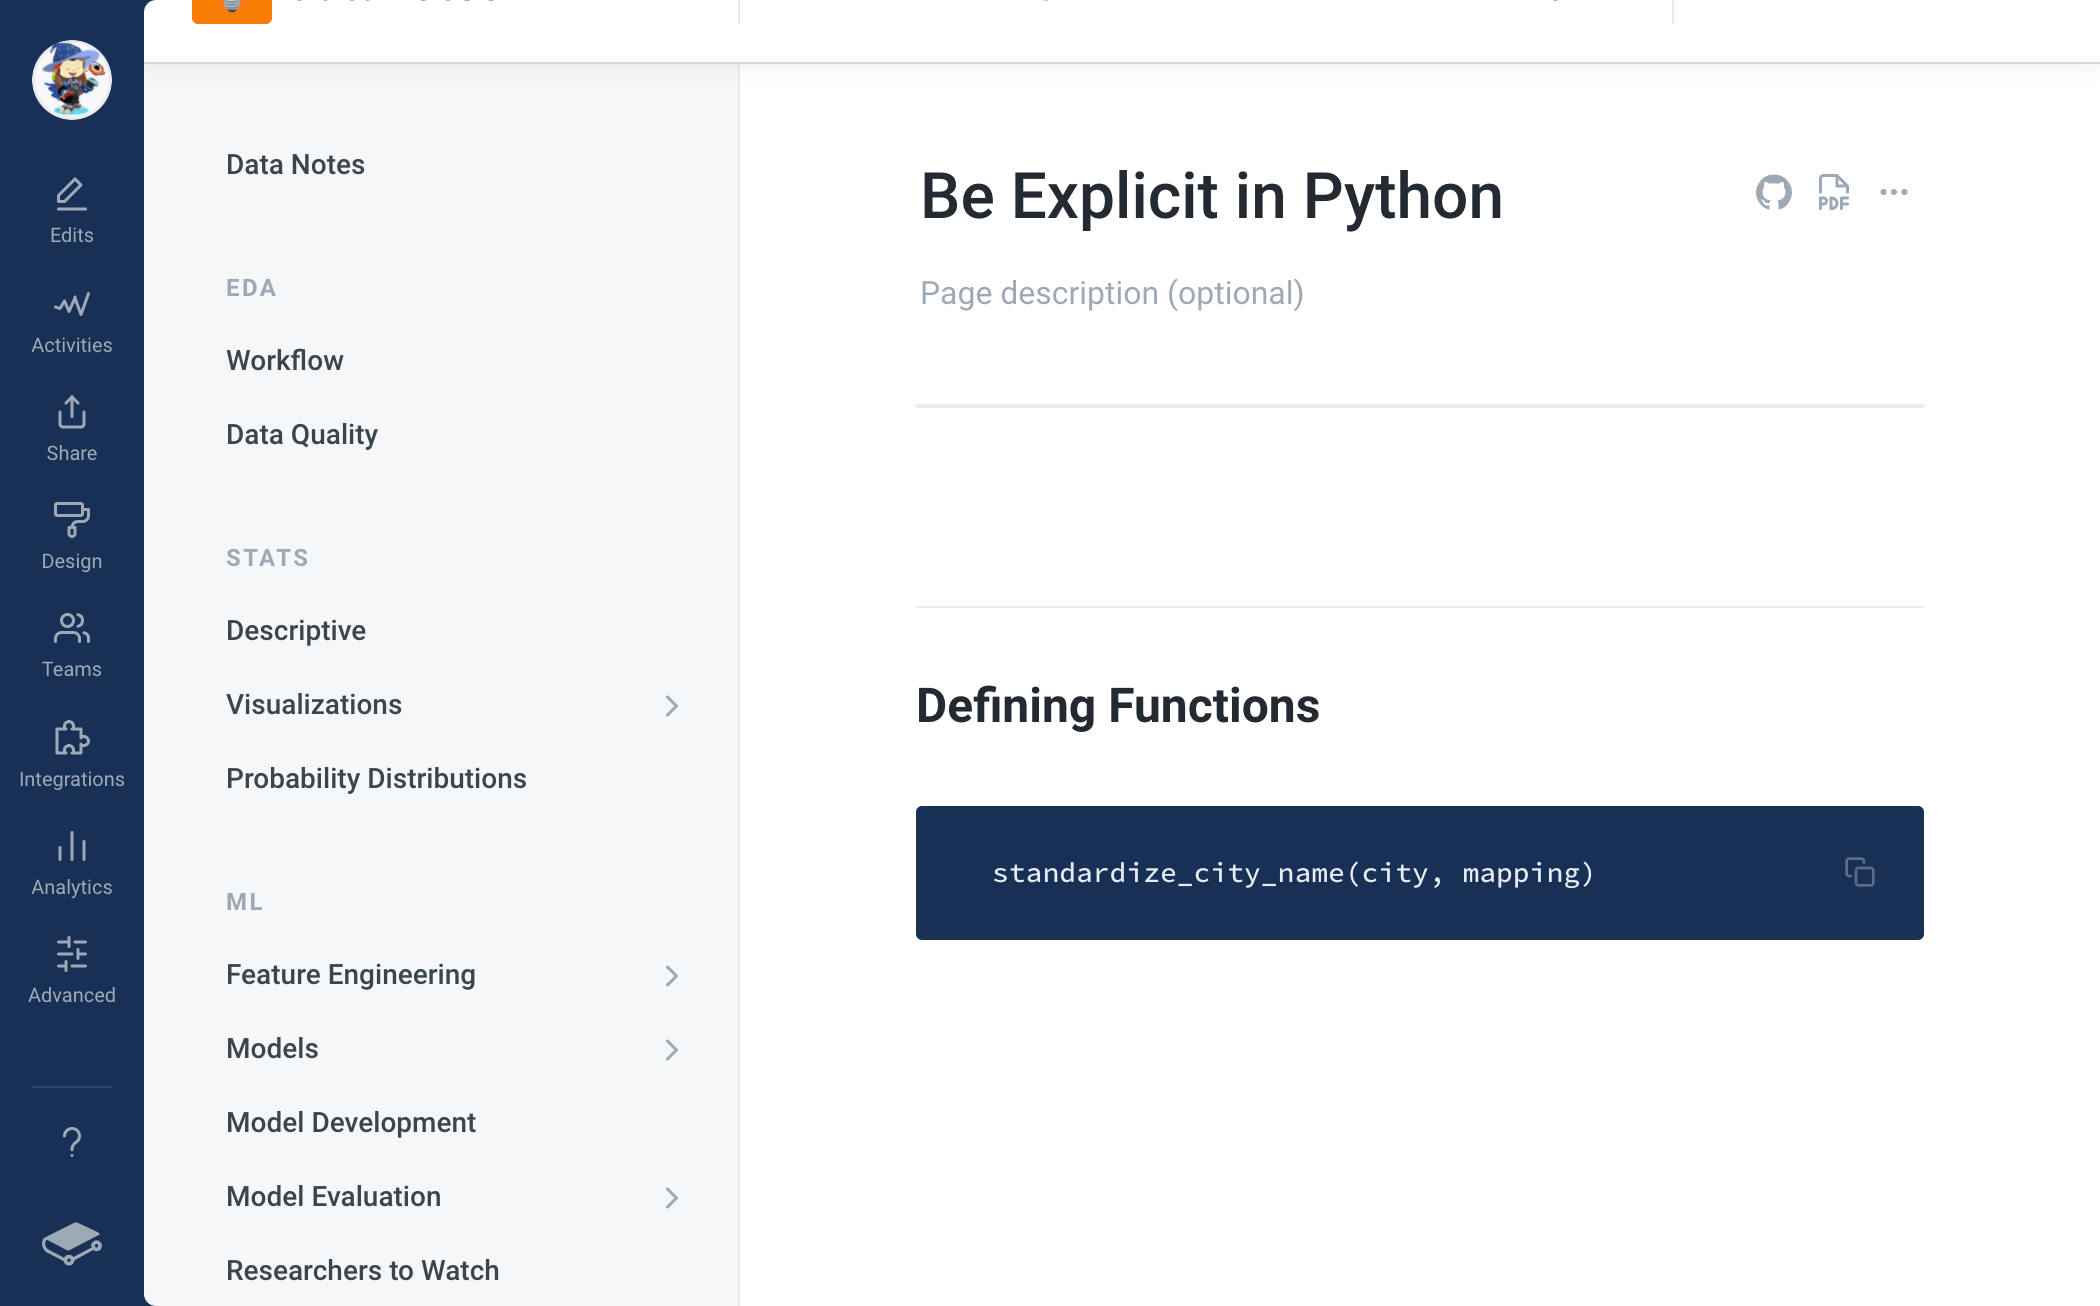 Edits
Activities
Share
Design
Teams
Integrations
Analytics
Advanced
?
Data Notes
EDA
Workflow
Data Quality
STATS
Descriptive
Visualizations
Probability Distributions
ML
Feature Engineering
Models
Model Development
Model Evaluation
Researchers to Watch
Be Explicit in Python
PDF
Page description (optional)
Defining Functions
standardize_city_name(city, mapping)